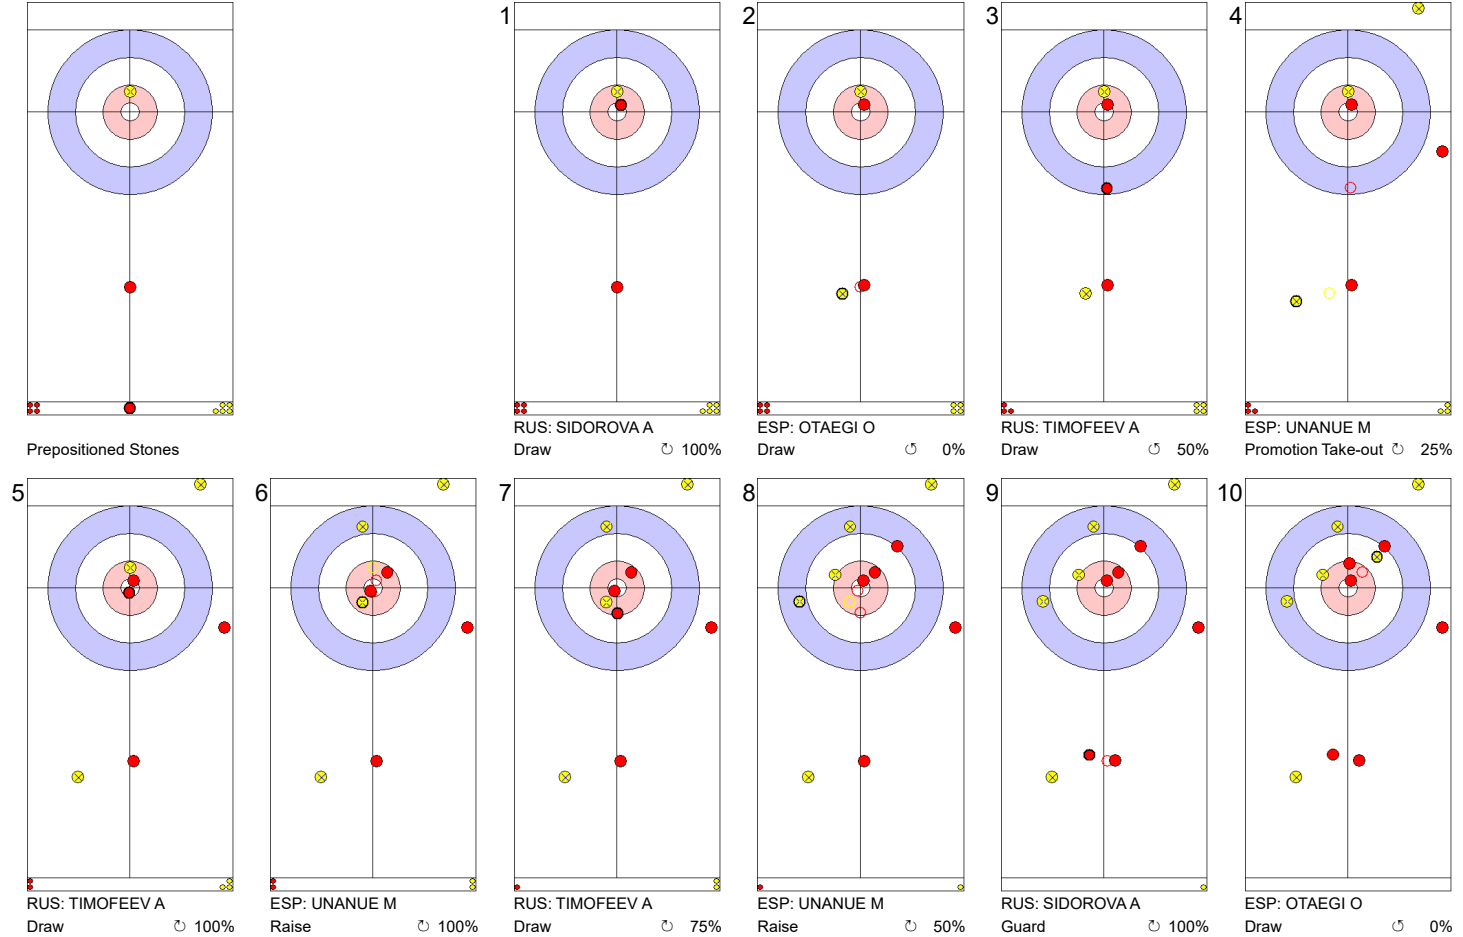 Prepositioned Stones
1
RUS: SIDOROVA A
Draw ↻ 100%
2
ESP: OTAEGI O
Draw ↺ 0%
3
RUS: TIMOFEEV A
Draw ↺ 50%
4
ESP: UNANUE M
Promotion Take-out ↻ 25%
5
RUS: TIMOFEEV A
Draw ↻ 100%
6
ESP: UNANUE M
Raise ↻ 100%
7
RUS: TIMOFEEV A
Draw ↻ 75%
8
ESP: UNANUE M
Raise ↻ 50%
9
RUS: SIDOROVA A
Guard ↻ 100%
10
ESP: OTAEGI O
Draw ↺ 0%